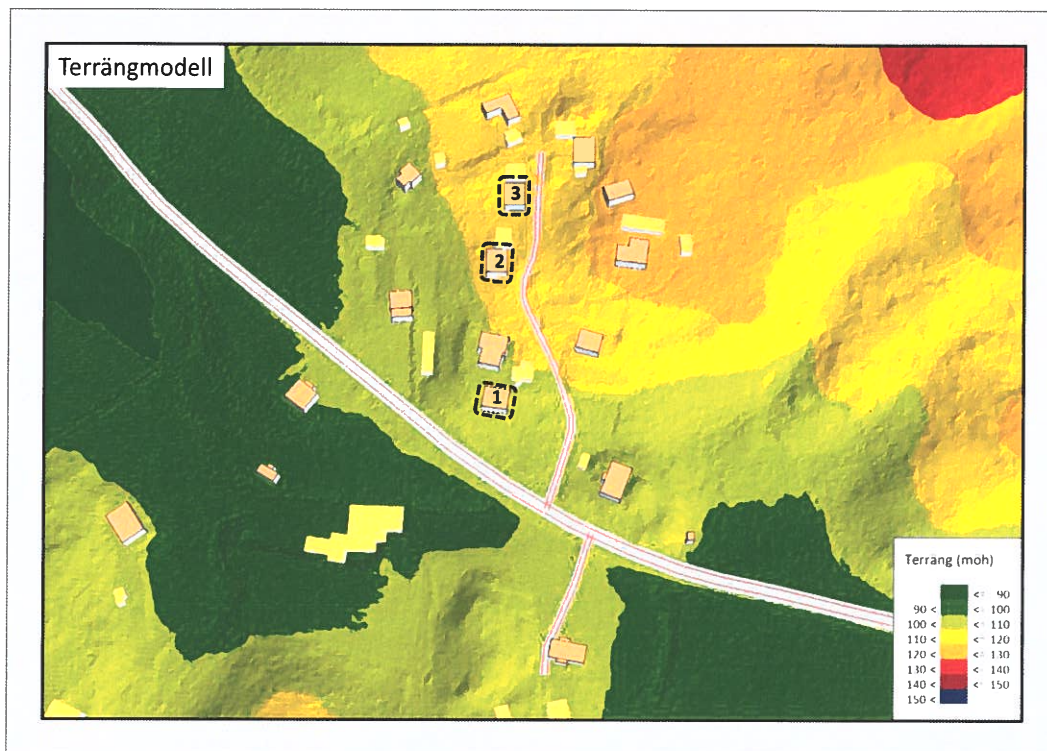 Terrängmodell
3
2
1
Terräng (moh)
<= 90
90 < <= 100
100 < <= 110
110 < <= 120
120 < <= 130
130 < <= 140
140 < <= 150
150 <